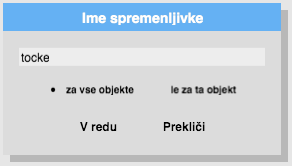 Ime spremenljivke
tocke
za vse objekte le za ta objekt
V redu Prekliči